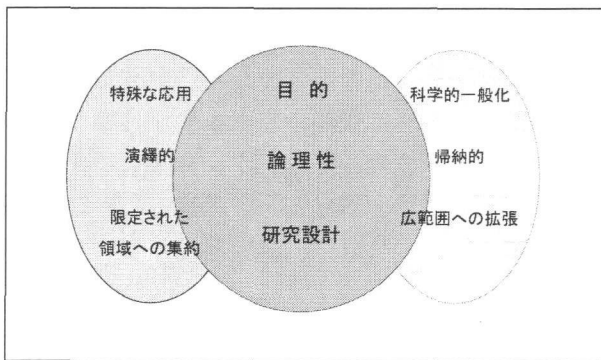 特殊な応用
目的
科学的一般化
演繹的
論理性
帰納的
限定された
領域への集約
研究設計
広範囲への拡張